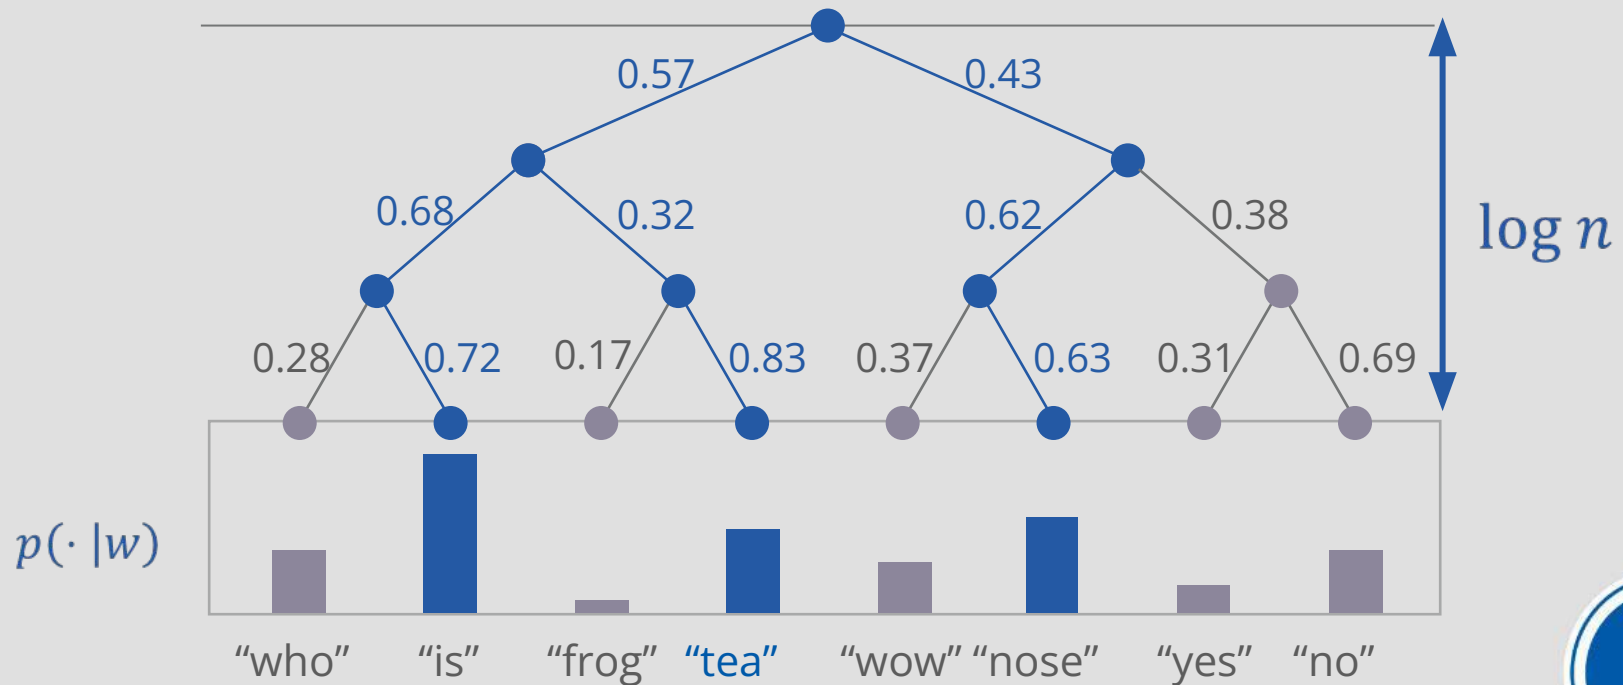 0.57 0.43
0.68 0.32 0.62 0.38
log n
0.28 0.72 0.17 0.83 0.37 0.63 0.31 0.69
p(· |w)
“who” “is” “frog” “tea” “wow” “nose” “yes” “no”